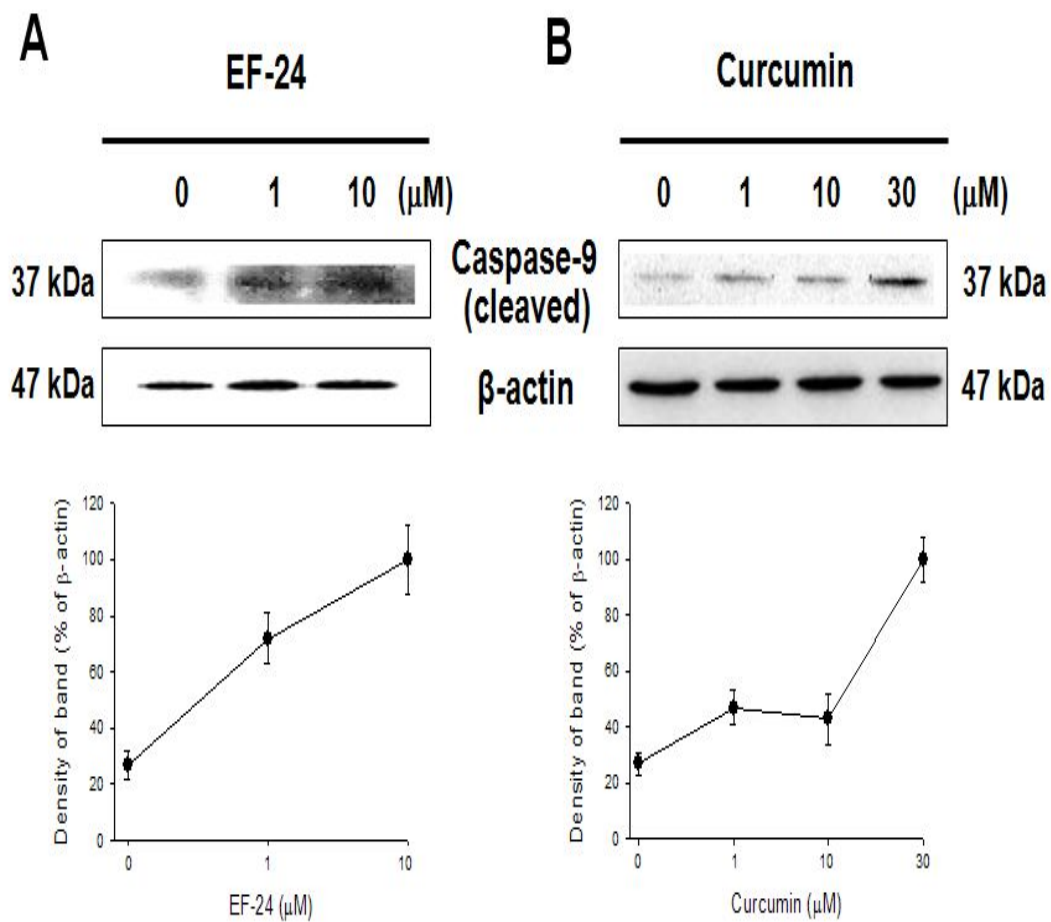 A
B
EF-24
Curcumin
0 1 10 (μM)
0 1 10 30 (μM)
37 kDa
Caspase-9
(cleaved)
37 kDa
47 kDa
β-actin
47 kDa
Density of band (% of β-actin)
120
100
80
60
40
20
0
0 1 10
EF-24 (μM)
Density of band (% of β-actin)
120
100
80
60
40
20
0
0 1 10 30
Curcumin (μM)